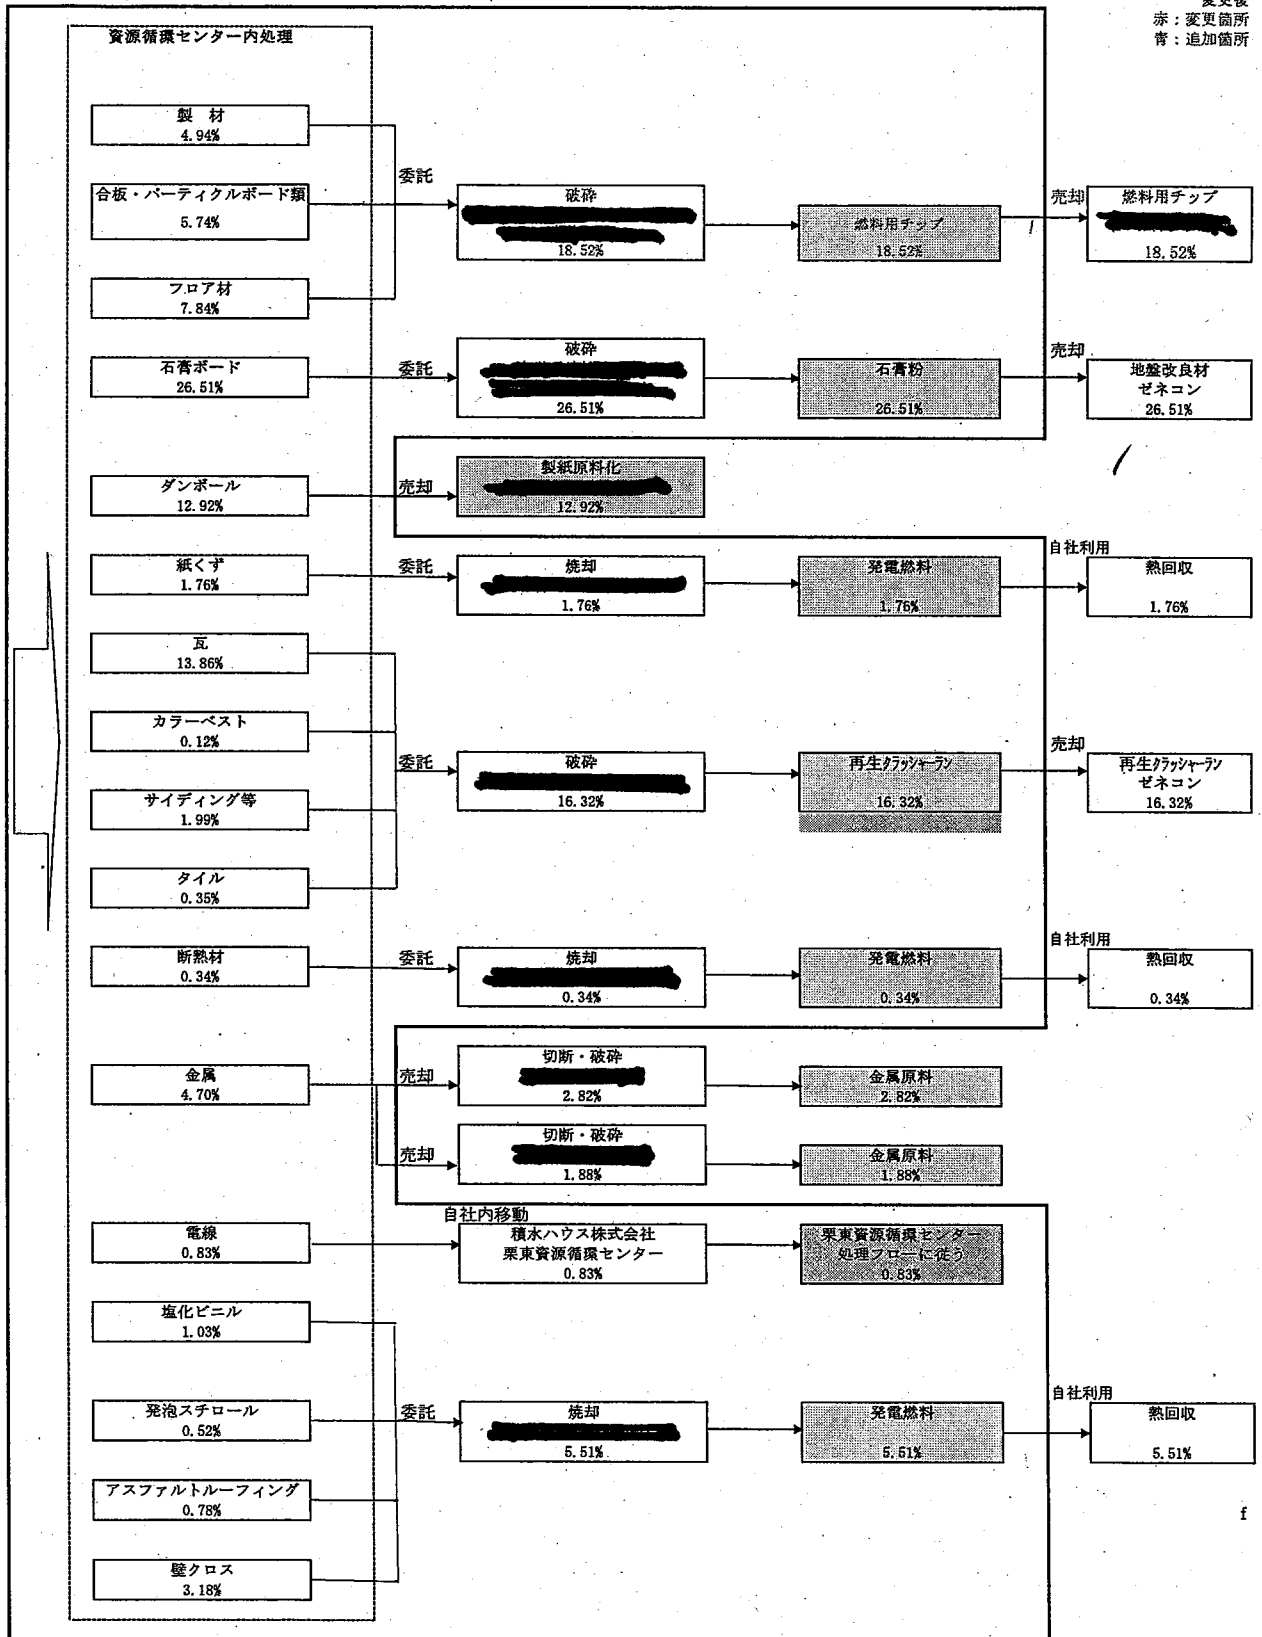 変更後
赤：変更箇所
青：追加箇所
資源循環センター内処理
製　材
4.94%
合板・パーティクルボード類
5.74%
フロア材
7.84%
委託
破砕
18.52%
燃料用チップ
18.52%
売却
燃料用チップ
18.52%
石膏ボード
26.51%
委託
破砕
26.51%
石膏粉
26.51%
売却
地盤改良材
ゼネコン
26.51%
ダンボール
12.92%
売却
製紙原料化
12.92%
紙くず
1.76%
委託
焼却
1.76%
発電燃料
1.76%
自社利用
熱回収
1.76%
瓦
13.86%
カラーベスト
0.12%
サイディング等
1.99%
タイル
0.35%
委託
破砕
16.32%
再生クラッシャーラン
16.32%
売却
再生クラッシャーラン
ゼネコン
16.32%
断熱材
0.34%
委託
焼却
0.34%
発電燃料
0.34%
自社利用
熱回収
0.34%
金属
4.70%
売却
切断・破砕
2.82%
金属原料
2.82%
売却
切断・破砕
1.88%
金属原料
1.88%
電線
0.83%
自社内移動
積水ハウス株式会社
栗東資源循環センター
0.83%
栗東資源循環センター
処理フローに従う
0.83%
塩化ビニル
1.03%
発泡スチロール
0.52%
アスファルトルーフィング
0.78%
壁クロス
3.18%
委託
焼却
5.51%
発電燃料
5.51%
自社利用
熱回収
5.51%
f